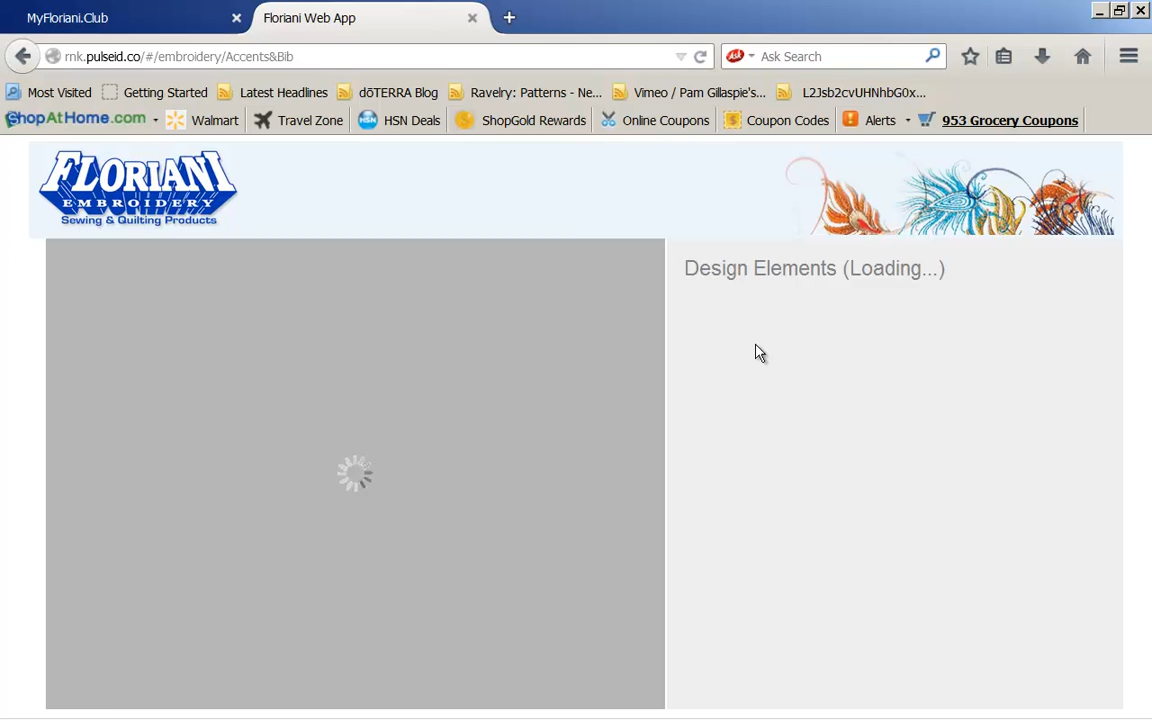 MyFloriani.Club
Floriani Web App
rnk.pulseid.co/#/embroidery/Accents&Bib
Ask
Ask Search
Most Visited
Getting Started
Latest Headlines
dōTERRA Blog
Ravelry: Patterns - Ne...
Vimeo / Pam Gillaspie's...
L2Jsb2cvUHNhbG0x...
ShopAtHome.com
Walmart
Travel Zone
HSN
HSN Deals
ShopGold Rewards
Online Coupons
Coupon Codes
Alerts
953 Grocery Coupons
FLORIANI
EMBROIDERY
Sewing & Quilting Products
Design Elements (Loading...)